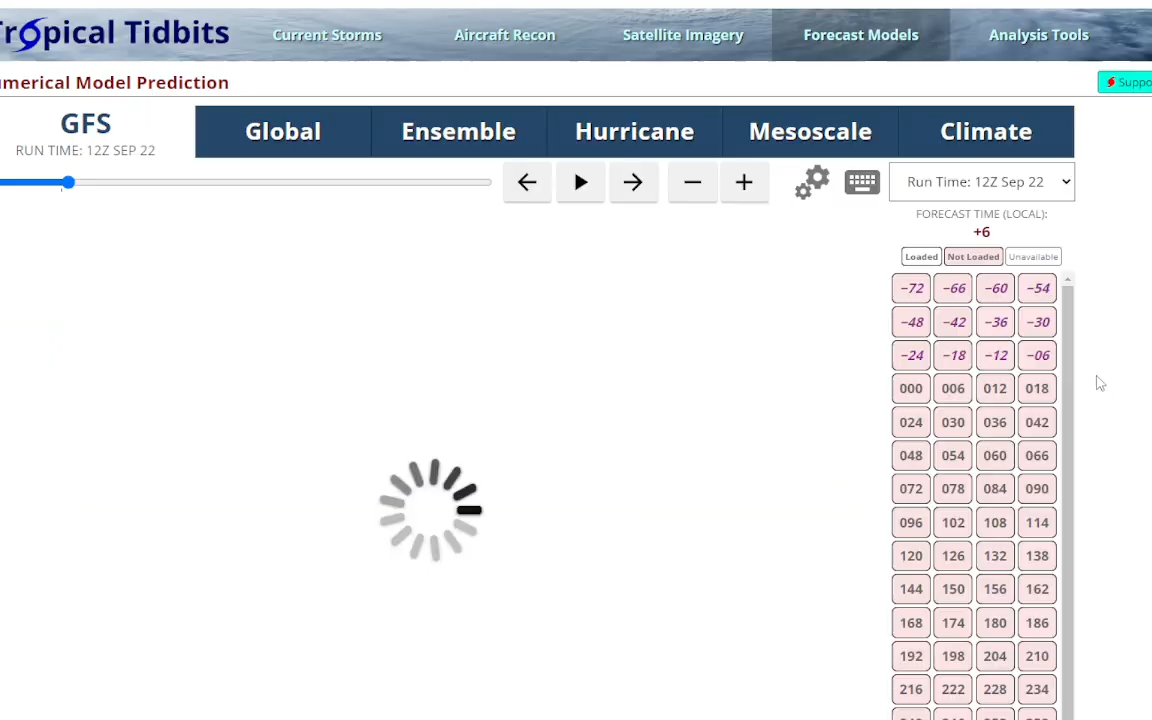 Tropical Tidbits
Current Storms
Aircraft Recon
Satellite Imagery
Forecast Models
Analysis Tools
umerical Model Prediction
Suppo
GFS
RUN TIME: 12Z SEP 22
Global
Ensemble
Hurricane
Mesoscale
Climate
Run Time: 12Z Sep 22
FORECAST TIME (LOCAL):
+6
Loaded Not Loaded Unavailable
−72 −66 −60 −54
−48 −42 −36 −30
−24 −18 −12 −06
000 006 012 018
024 030 036 042
048 054 060 066
072 078 084 090
096 102 108 114
120 126 132 138
144 150 156 162
168 174 180 186
192 198 204 210
216 222 228 234